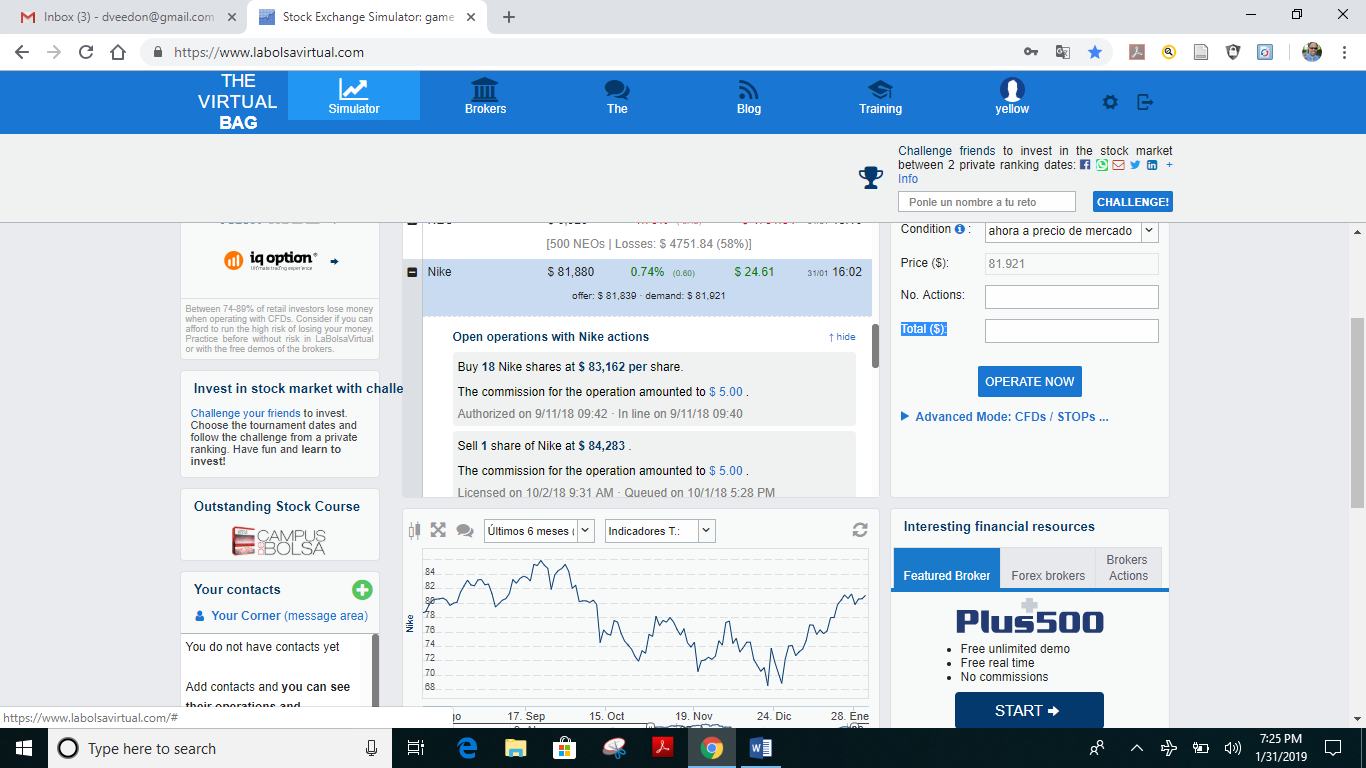 Inbox (3) - dveedon@gmail.com
Stock Exchange Simulator: game
https://www.labolsavirtual.com
THE
VIRTUAL
BAG
Simulator
Brokers
The
Blog
Training
yellow
Challenge friends to invest in the stock market
between 2 private ranking dates: +
Info
Ponle un nombre a tu reto
CHALLENGE!
iq option
Between 74-89% of retail investors lose money
when operating with CFDs. Consider if you can
afford to run the high risk of losing your money.
Practice before without risk in LaBolsaVirtual
or with the free demos of the brokers.
Invest in stock market with challe
Challenge your friends to invest.
Choose the tournament dates and
follow the challenge from a private
ranking. Have fun and learn to
invest!
Outstanding Stock Course
CAMPUS
BOLSA
Your contacts
Your Corner (message area)
You do not have contacts yet
Add contacts and you can see
their operations and
[500 NEOs | Losses: $ 4751.84 (58%)]
Nike $ 81,880 0.74% (0.60) $ 24.61 31/01 16:02
offer: $ 81,839 · demand: $ 81,921
Open operations with Nike actions ↑ hide
Buy 18 Nike shares at $ 83,162 per share.
The commission for the operation amounted to $ 5.00 .
Authorized on 9/11/18 09:42 · In line on 9/11/18 09:40
Sell 1 share of Nike at $ 84,283 .
The commission for the operation amounted to $ 5.00 .
Licensed on 10/2/18 9:31 AM · Queued on 10/1/18 5:28 PM
Últimos 6 meses (
Indicadores T.:
Nike
84
82
80
78
76
74
72
70
68
go 17. Sep 15. Oct 19. Nov 24. Dic 28. Ene
Condition : ahora a precio de mercado
Price ($): 81.921
No. Actions:
Total ($):
OPERATE NOW
Advanced Mode: CFDs / STOPs ...
Interesting financial resources
Featured Broker
Forex brokers
Brokers
Actions
Plus500
• Free unlimited demo
• Free real time
• No commissions
START
https://www.labolsavirtual.com/#
Type here to search
7:25 PM
1/31/2019